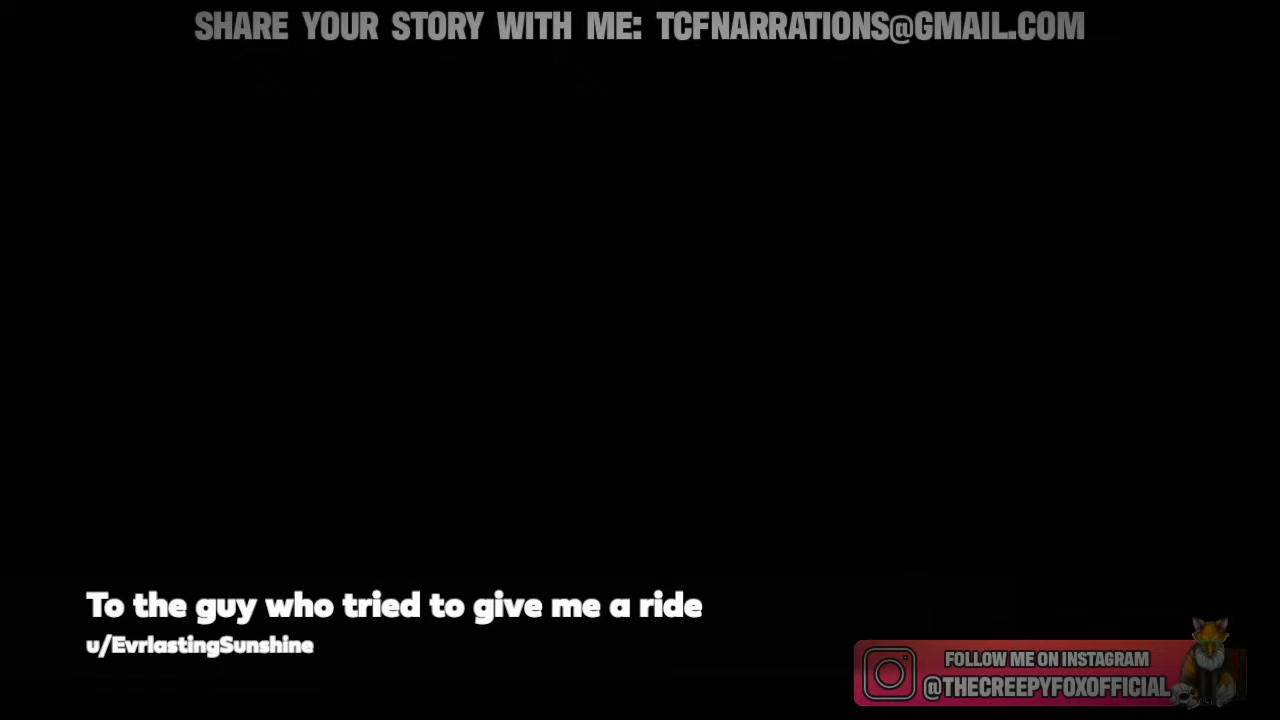 SHARE YOUR STORY WITH ME: TCFNARRATIONS@GMAIL.COM
To the guy who tried to give me a ride
u/EvrlastingSunshine
FOLLOW ME ON INSTAGRAM
@THECREEPYFOXOFFICIAL